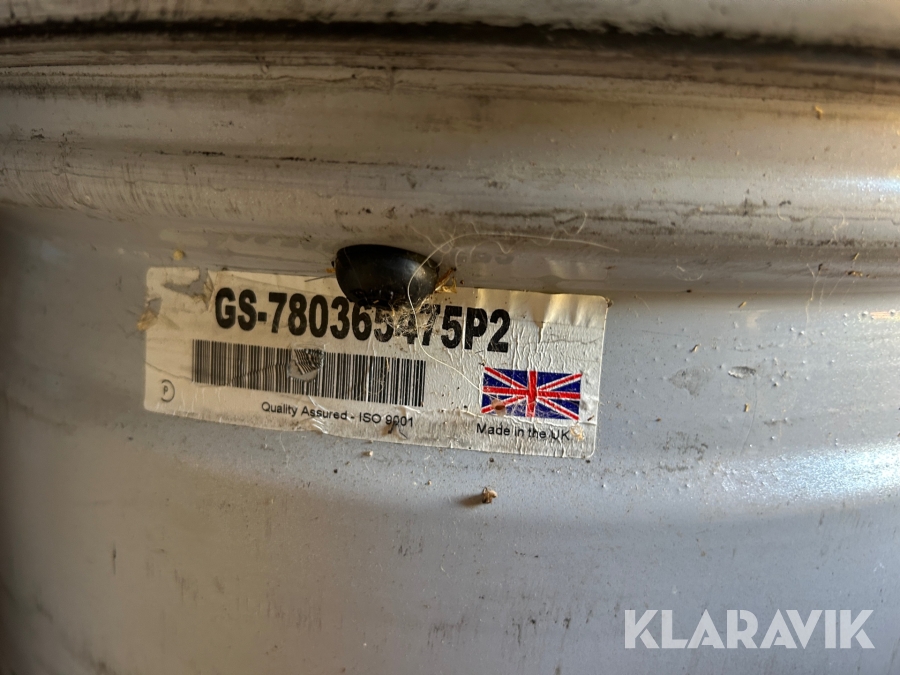 GS-780365475P2
Quality Assured - ISO 9001
Made in the UK
KLARAVIK